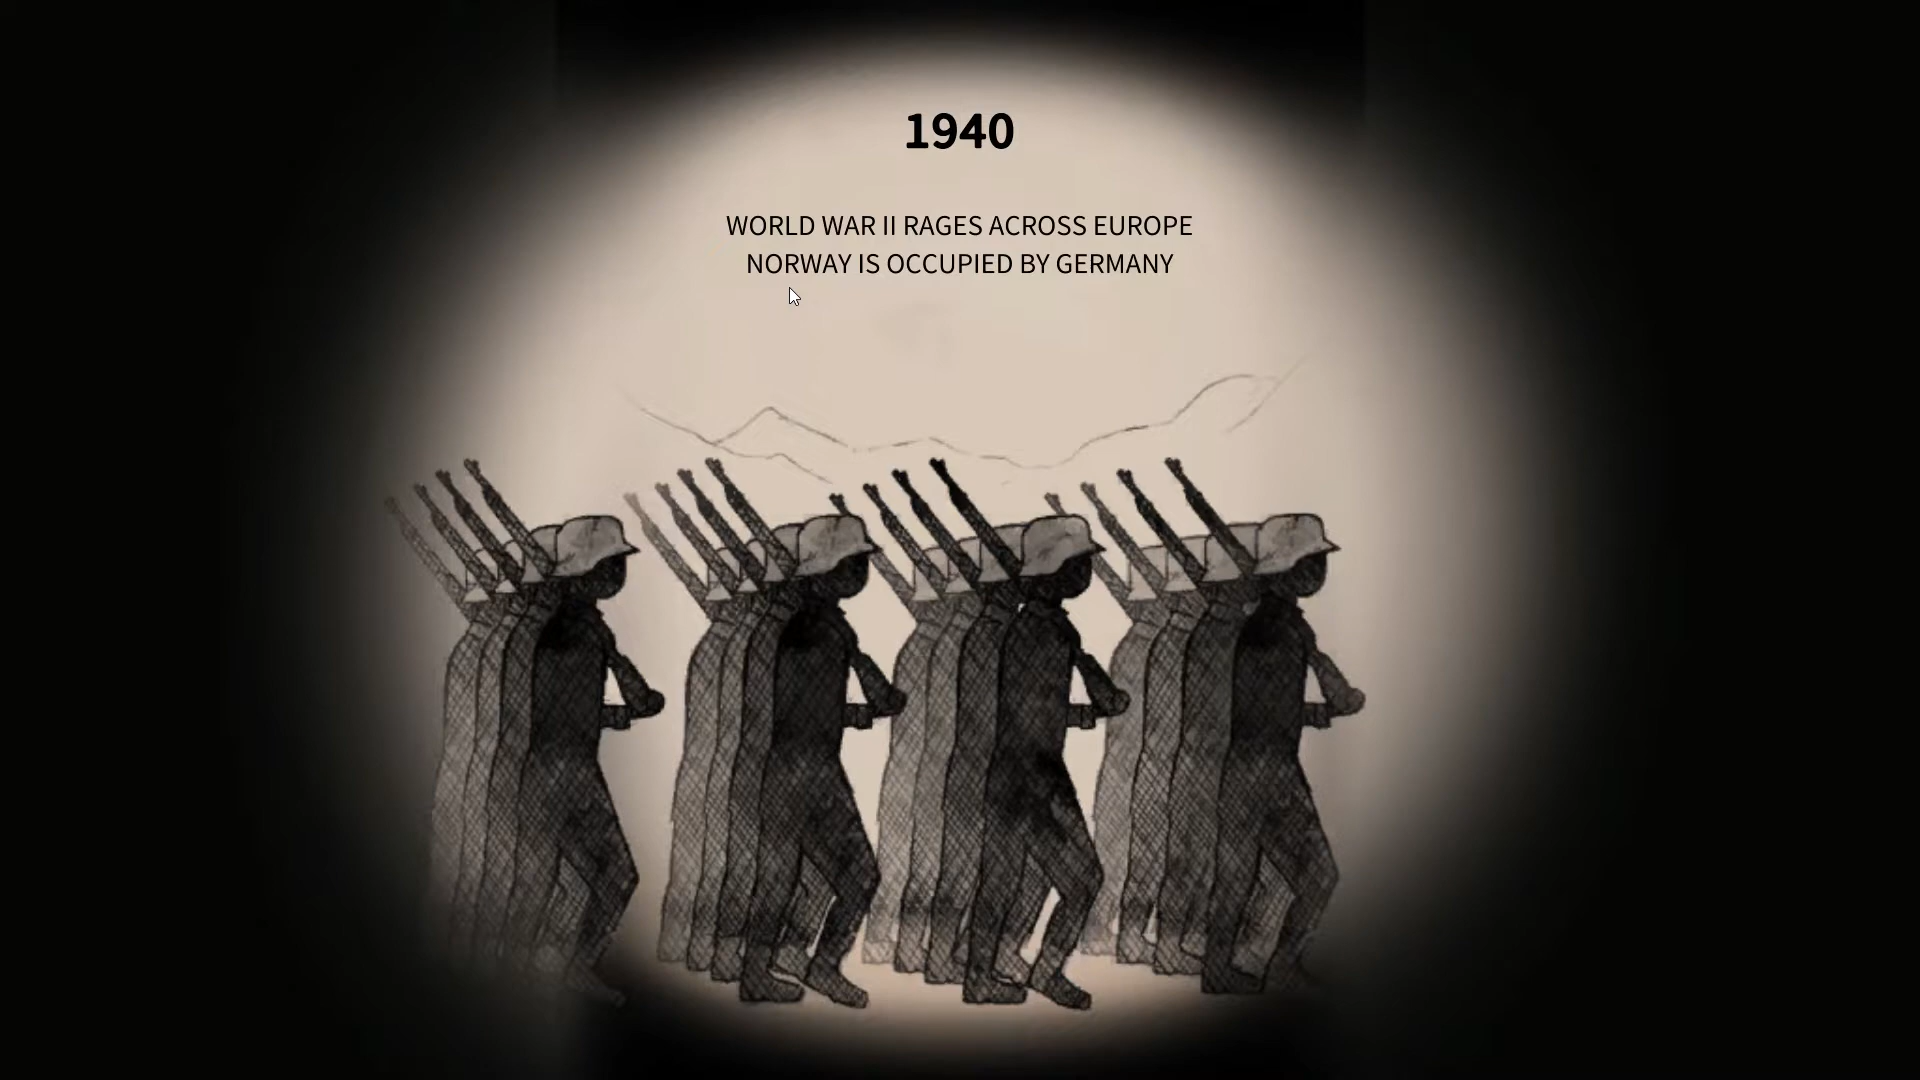 1940
WORLD WAR II RAGES ACROSS EUROPE
NORWAY IS OCCUPIED BY GERMANY